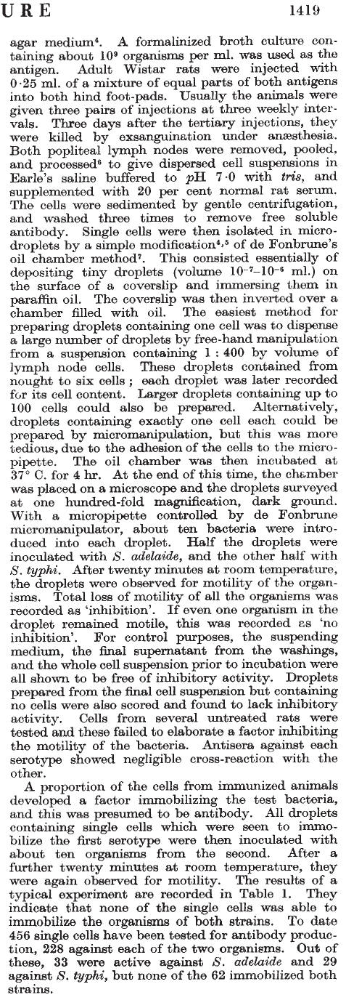 URE 1419
agar medium⁴. A formalinized broth culture con-
taining about 10⁹ organisms per ml. was used as the
antigen. Adult Wistar rats were injected with
0·25 ml. of a mixture of equal parts of both antigens
into both hind foot-pads. Usually the animals were
given three pairs of injections at three weekly inter-
vals. Three days after the tertiary injections, they
were killed by exsanguination under anæsthesia.
Both popliteal lymph nodes were removed, pooled,
and processed⁶ to give dispersed cell suspensions in
Earle's saline buffered to pH 7·0 with tris, and
supplemented with 20 per cent normal rat serum.
The cells were sedimented by gentle centrifugation,
and washed three times to remove free soluble
antibody. Single cells were then isolated in micro-
droplets by a simple modification⁴,⁵ of de Fonbrune's
oil chamber method⁷. This consisted essentially of
depositing tiny droplets (volume 10⁻⁷–10⁻⁶ ml.) on
the surface of a coverslip and immersing them in
paraffin oil. The coverslip was then inverted over a
chamber filled with oil. The easiest method for
preparing droplets containing one cell was to dispense
a large number of droplets by free-hand manipulation
from a suspension containing 1 : 400 by volume of
lymph node cells. These droplets contained from
nought to six cells ; each droplet was later recorded
for its cell content. Larger droplets containing up to
100 cells could also be prepared. Alternatively,
droplets containing exactly one cell each could be
prepared by micromanipulation, but this was more
tedious, due to the adhesion of the cells to the micro-
pipette. The oil chamber was then incubated at
37° C. for 4 hr. At the end of this time, the chamber
was placed on a microscope and the droplets surveyed
at one hundred-fold magnification, dark ground.
With a micropipette controlled by de Fonbrune
micromanipulator, about ten bacteria were intro-
duced into each droplet. Half the droplets were
inoculated with S. adelaide, and the other half with
S. typhi. After twenty minutes at room temperature,
the droplets were observed for motility of the organ-
isms. Total loss of motility of all the organisms was
recorded as 'inhibition'. If even one organism in the
droplet remained motile, this was recorded as 'no
inhibition'. For control purposes, the suspending
medium, the final supernatant from the washings,
and the whole cell suspension prior to incubation were
all shown to be free of inhibitory activity. Droplets
prepared from the final cell suspension but containing
no cells were also scored and found to lack inhibitory
activity. Cells from several untreated rats were
tested and these failed to elaborate a factor inhibiting
the motility of the bacteria. Antisera against each
serotype showed negligible cross-reaction with the
other.
A proportion of the cells from immunized animals
developed a factor immobilizing the test bacteria,
and this was presumed to be antibody. All droplets
containing single cells which were seen to immo-
bilize the first serotype were then inoculated with
about ten organisms from the second. After a
further twenty minutes at room temperature, they
were again observed for motility. The results of a
typical experiment are recorded in Table 1. They
indicate that none of the single cells was able to
immobilize the organisms of both strains. To date
456 single cells have been tested for antibody produc-
tion, 228 against each of the two organisms. Out of
these, 33 were active against S. adelaide and 29
against S. typhi, but none of the 62 immobilized both
strains.